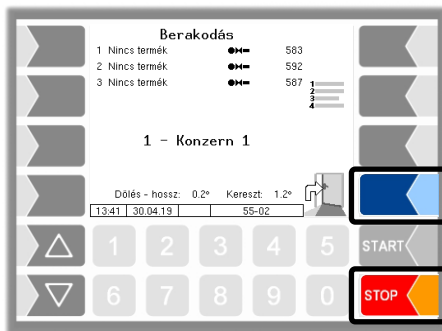 Berakodás
1 Nincs termék 583
2 Nincs termék 592
3 Nincs termék 587
1
2
3
4
1 - Konzern 1
Dölés - hossz: 0.2° Kereszt: 1.2°
13:41 30.04.19 55-02
1 2 3 4 5 START
6 7 8 9 0 STOP